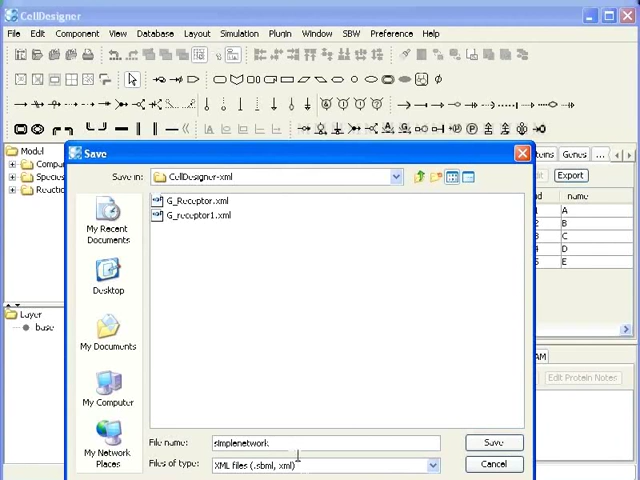 CellDesigner
File Edit Component View Database Layout Simulation Plugin Window SBW Preference Help
Model
Species
Layer
base
Save
Save in: CellDesigner-xml
G_Receptor.xml
G_receptor1.xml
My Recent
Documents
Desktop
My Documents
My Computer
My Network
Places
File name: simplenetwork Save
Files of type: XML files (.sbml, xml) Cancel
Genes ...
Export
name
A
B
C
D
E
Edit Protein Notes